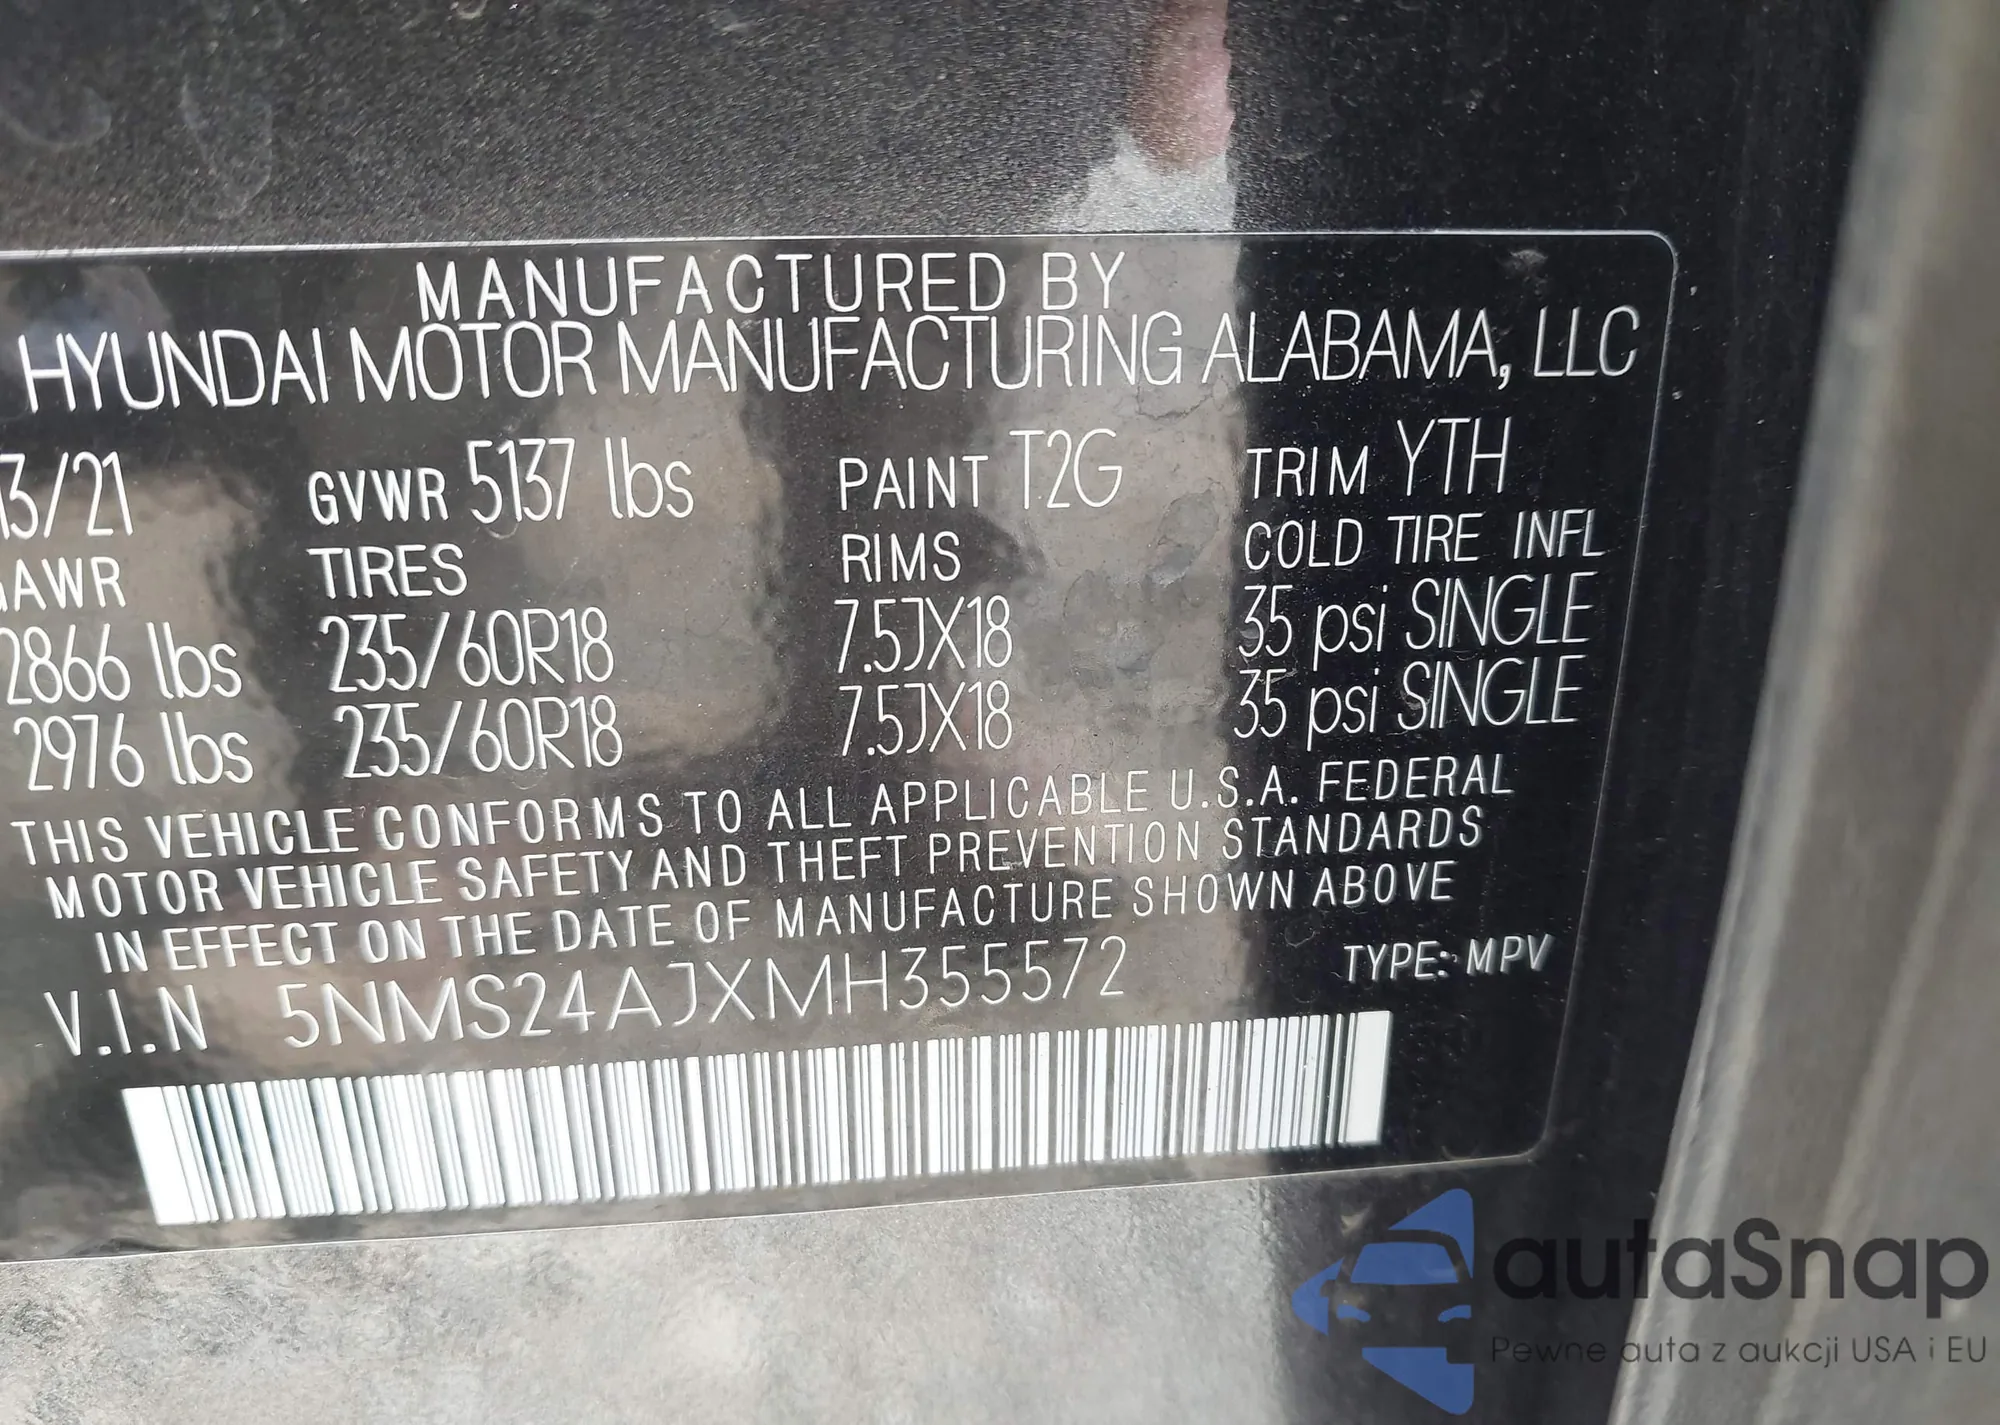 MANUFACTURED BY
HYUNDAI MOTOR MANUFACTURING ALABAMA, LLC
13/21 GVWR 5137 lbs PAINT T2G TRIM YTH
GAWR TIRES RIMS COLD TIRE INFL
2866 lbs 235/60R18 7.5JX18 35 psi SINGLE
2976 lbs 235/60R18 7.5JX18 35 psi SINGLE
THIS VEHICLE CONFORMS TO ALL APPLICABLE U.S.A. FEDERAL
MOTOR VEHICLE SAFETY AND THEFT PREVENTION STANDARDS
IN EFFECT ON THE DATE OF MANUFACTURE SHOWN ABOVE
V.I.N 5NMS24AJXMH355572 TYPE: MPV
autaSnap
Pewne auta z aukcji USA i EU